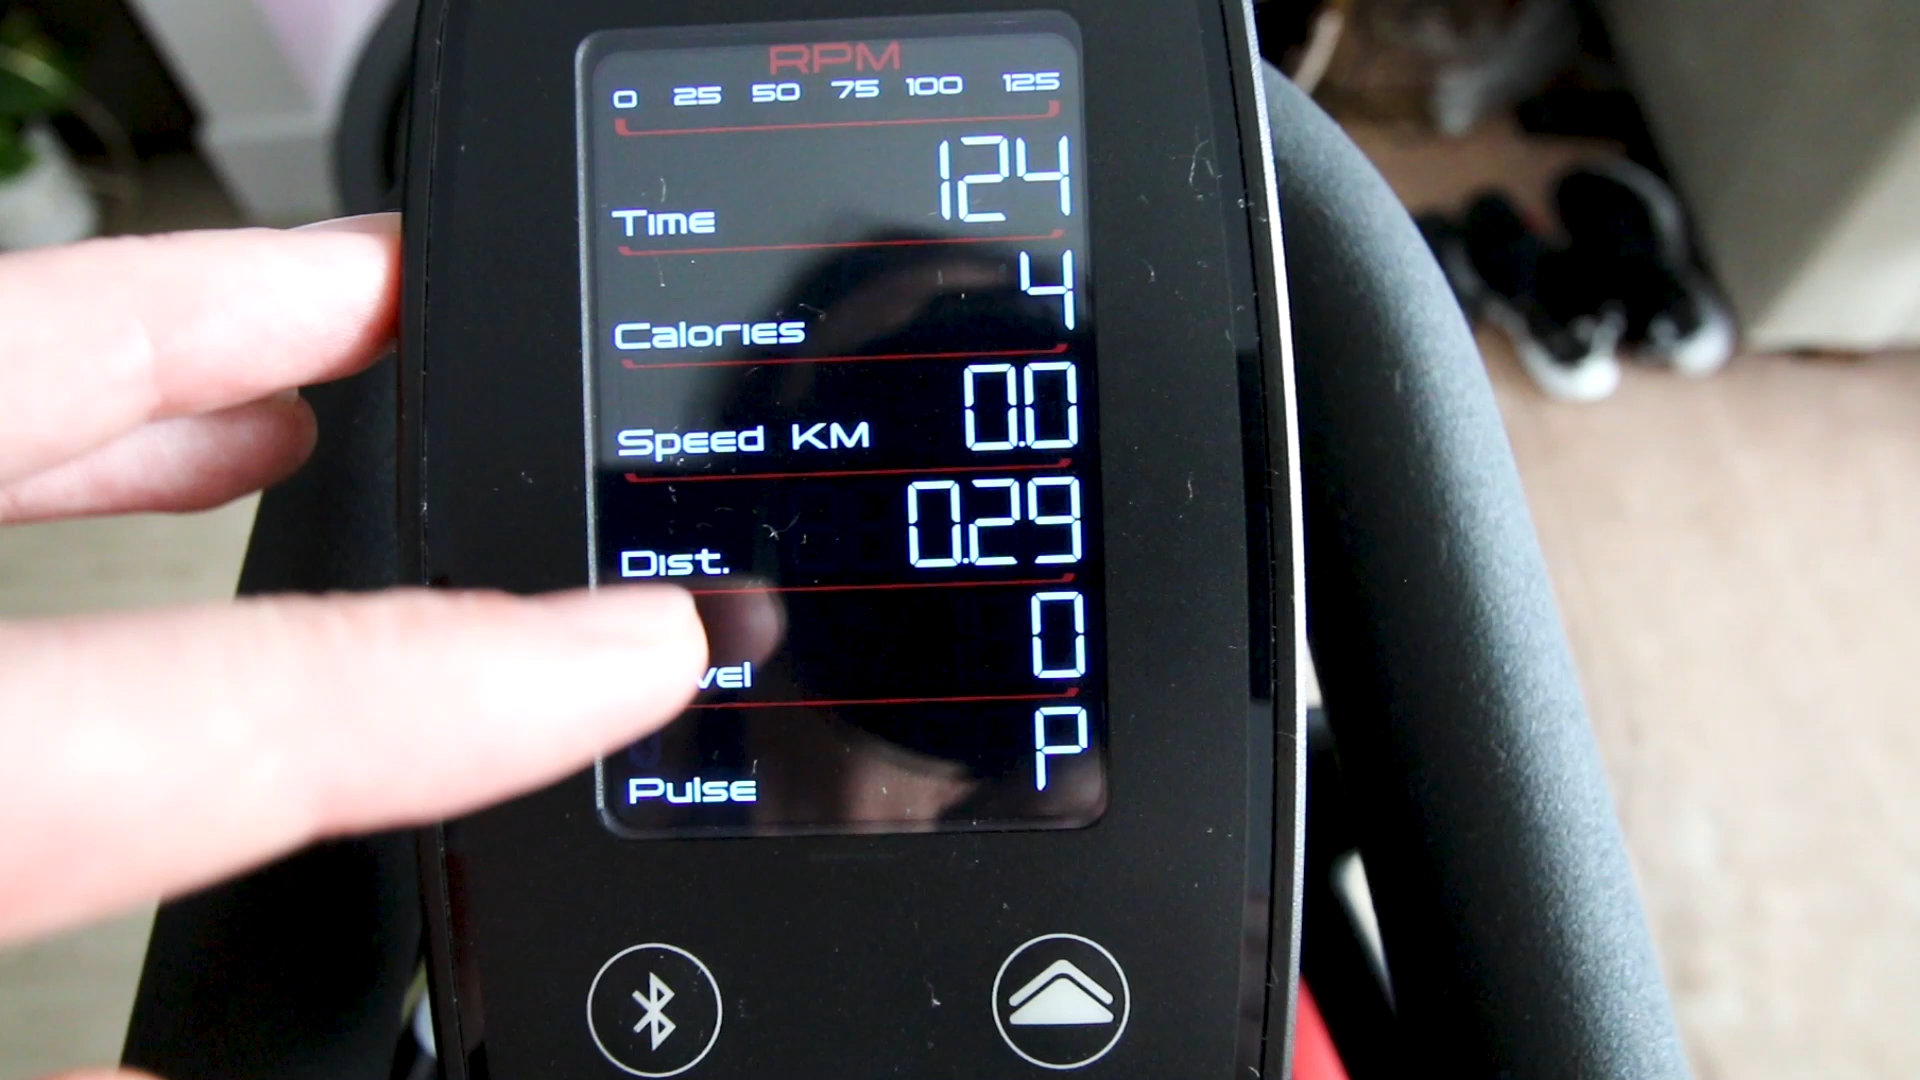 RPM
0 25 50 75 100 125
Time 124
Calories 4
Speed KM 0.0
Dist. 0.29
vel 0
Pulse P